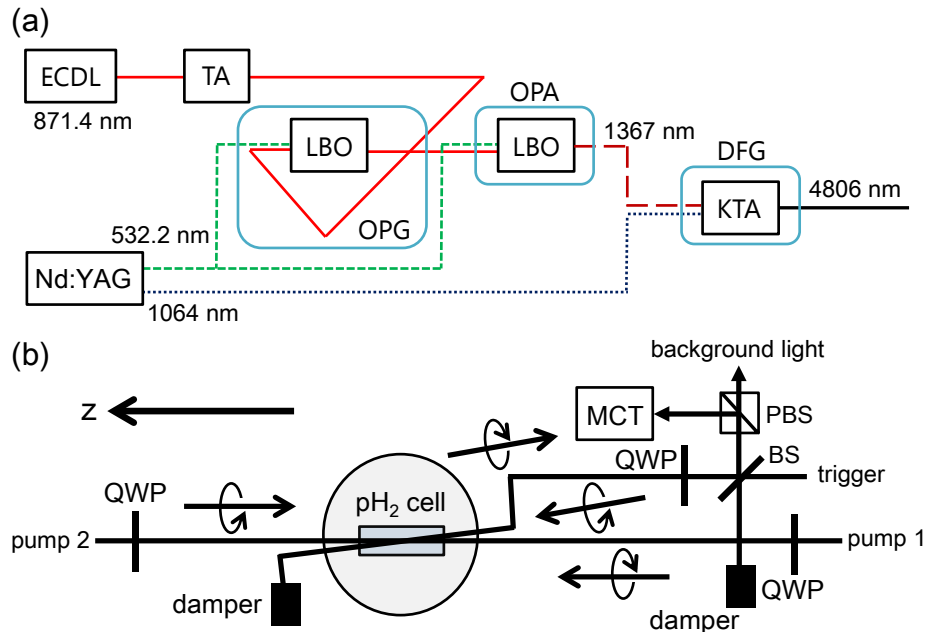 (a)
ECDL
TA
871.4 nm
OPA
LBO
LBO
1367 nm
DFG
KTA
4806 nm
OPG
532.2 nm
Nd:YAG
1064 nm
(b)
background light
z
MCT
PBS
QWP
BS
trigger
QWP
pH₂ cell
pump 2
pump 1
damper
QWP
damper